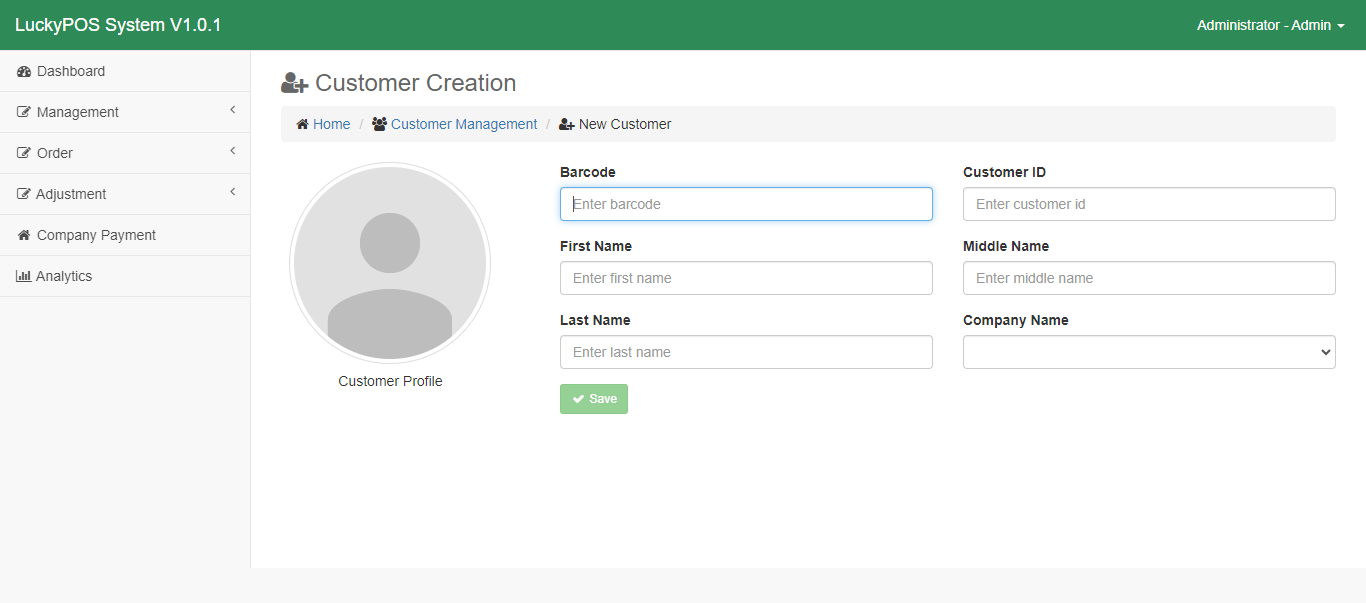 LuckyPOS System V1.0.1
Administrator - Admin
Dashboard
Management
Order
Adjustment
Company Payment
Analytics
Customer Creation
Home / Customer Management / New Customer
Customer Profile
Barcode
Enter barcode
Customer ID
Enter customer id
First Name
Enter first name
Middle Name
Enter middle name
Last Name
Enter last name
Company Name
Save